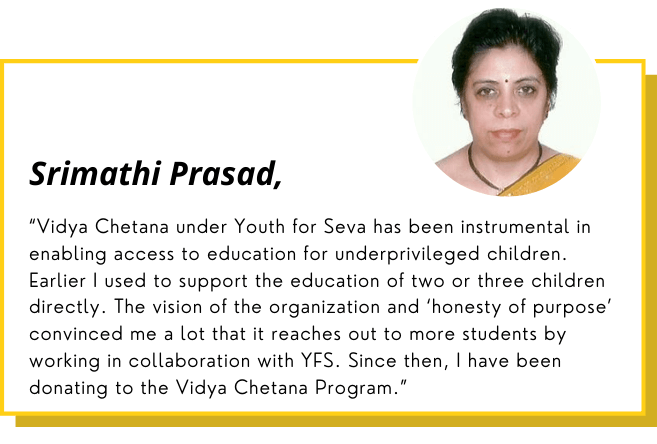 Srimathi Prasad,
“Vidya Chetana under Youth for Seva has been instrumental in
enabling access to education for underprivileged children.
Earlier I used to support the education of two or three children
directly. The vision of the organization and ‘honesty of purpose’
convinced me a lot that it reaches out to more students by
working in collaboration with YFS. Since then, I have been
donating to the Vidya Chetana Program.”